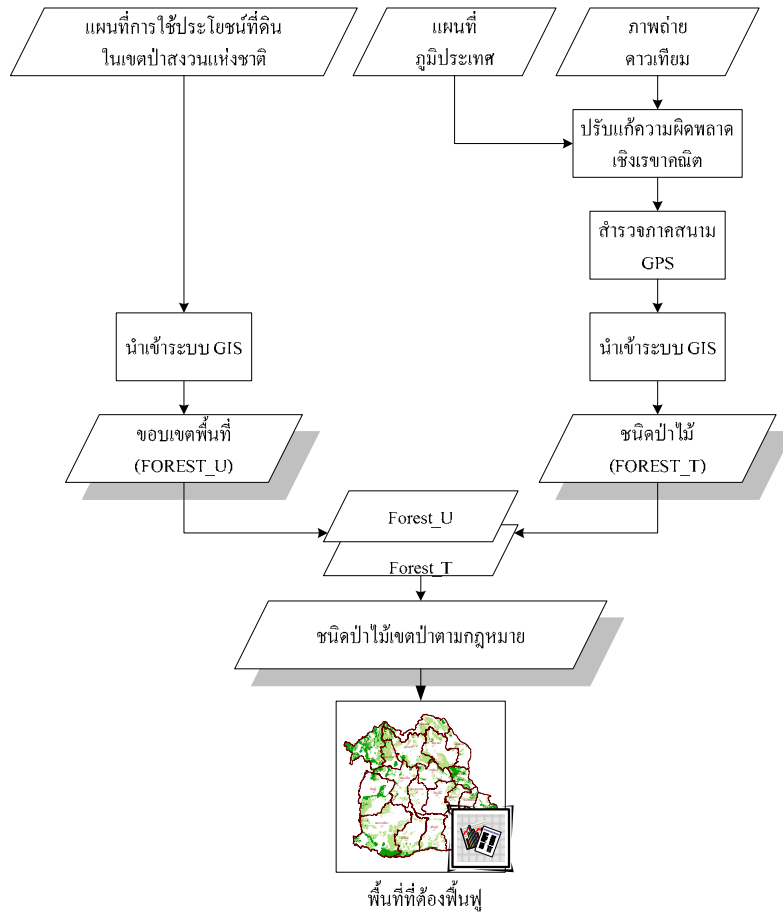 แผนที่การใช้ประโยชน์ที่ดิน
ในเขตป่าสงวนแห่งชาติ
แผนที่
ภูมิประเทศ
ภาพถ่าย
ดาวเทียม
ปรับแก้ความผิดพลาด
เชิงเรขาคณิต
สำรวจภาคสนาม
GPS
นำเข้าระบบ GIS
นำเข้าระบบ GIS
ขอบเขตพื้นที่
(FOREST_U)
ชนิดป่าไม้
(FOREST_T)
Forest_U
Forest_T
ชนิดป่าไม้เขตป่าตามกฎหมาย
พื้นที่ที่ต้องฟื้นฟู